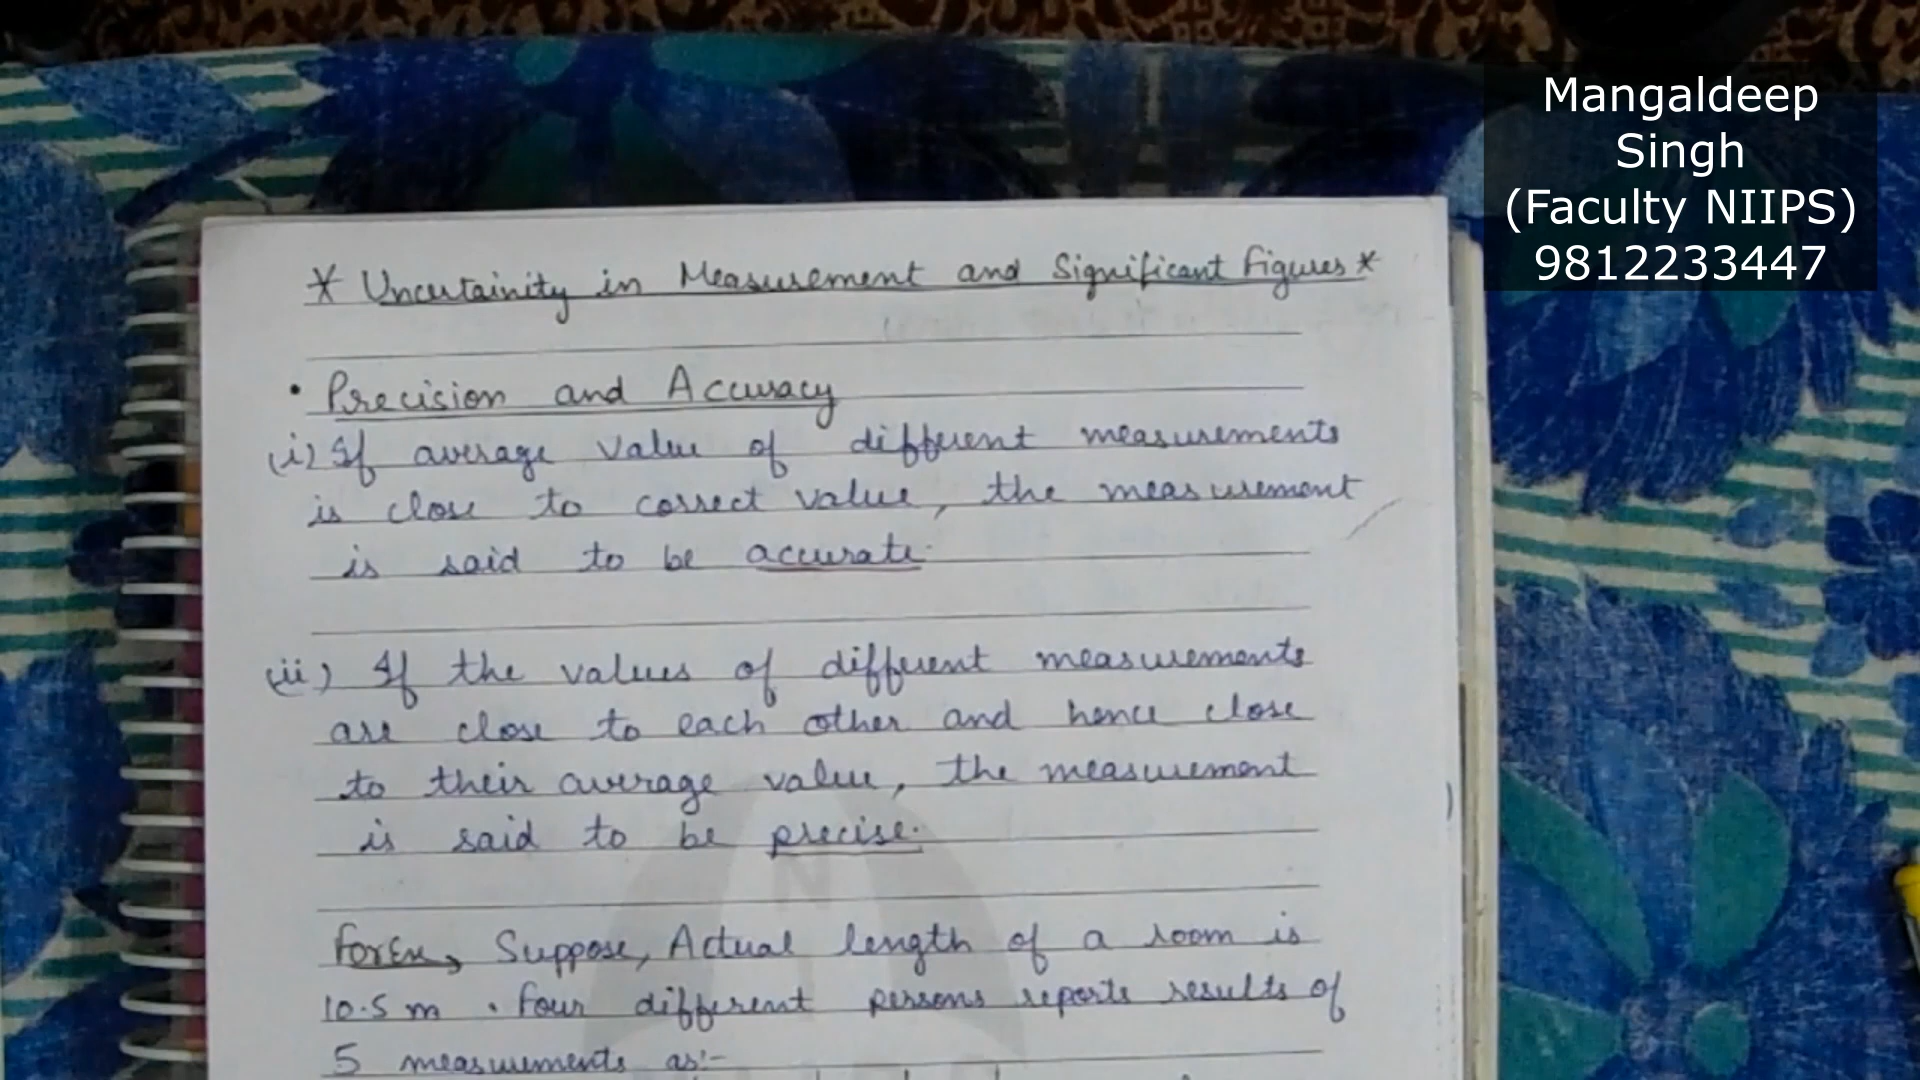 Mangaldeep
Singh
(Faculty NIIPS)
9812233447
* Uncertainity in Measurement and Significant figures *
• Precision and Accuracy
(i) If average value of different measurements
is close to correct value, the measurement
is said to be accurate.
(ii) If the values of different measurements
are close to each other and hence close
to their average value, the measurement
is said to be precise.
For Ex → Suppose, Actual length of a room is
10.5 m . Four different persons reports results of
5 measurements as:-